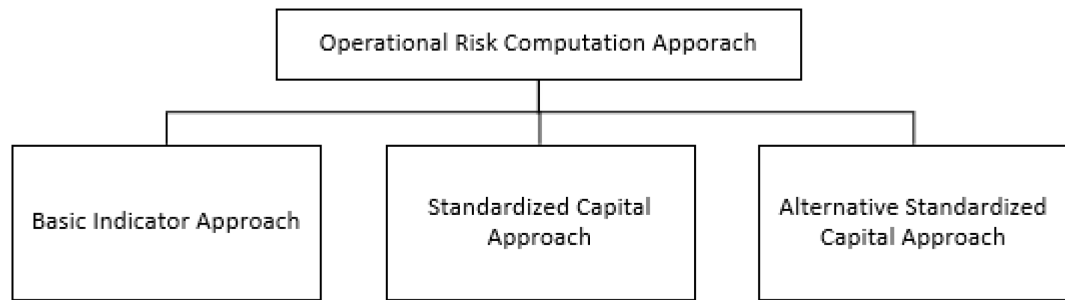 Operational Risk Computation Apporach
Basic Indicator Approach
Standardized Capital
Approach
Alternative Standardized
Capital Approach